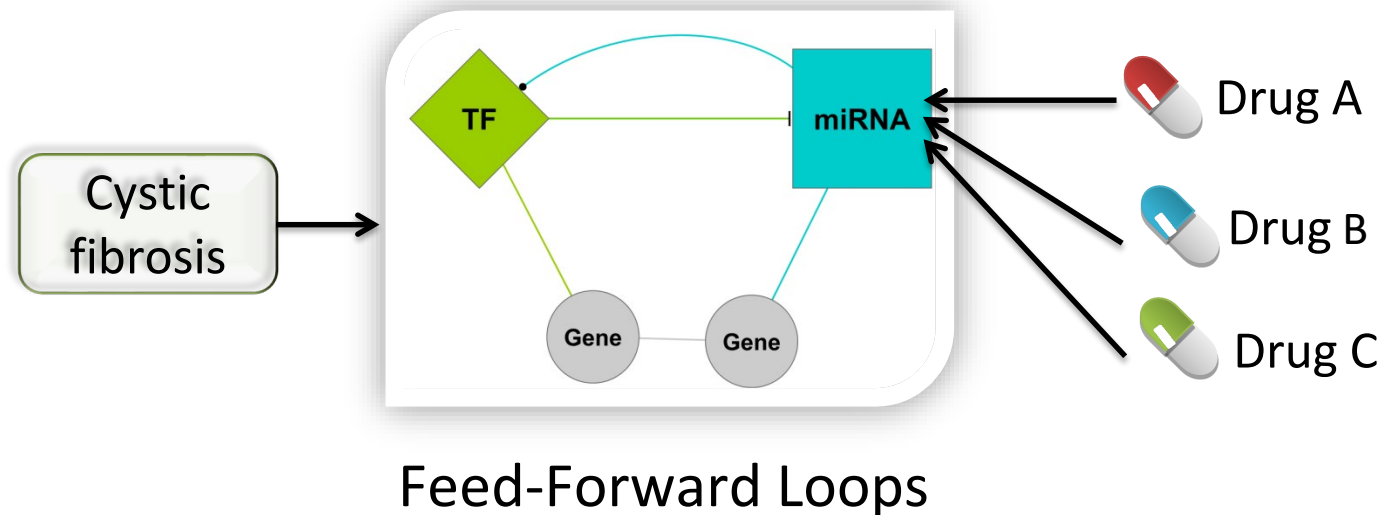 TF
miRNA
Drug A
Cystic
fibrosis
Drug B
Gene
Gene
Drug C
Feed-Forward Loops